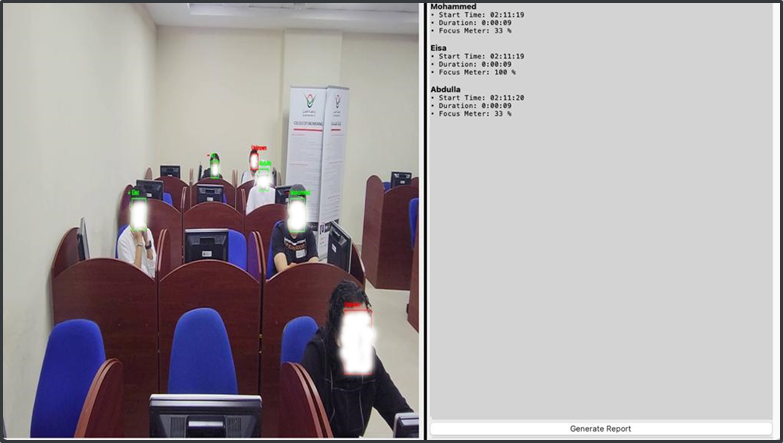 Mohammed
• Start Time: 02:11:19
• Duration: 0:00:09
• Focus Meter: 33 %
Eisa
• Start Time: 02:11:19
• Duration: 0:00:09
• Focus Meter: 100 %
Abdulla
• Start Time: 02:11:20
• Duration: 0:00:09
• Focus Meter: 33 %
Generate Report